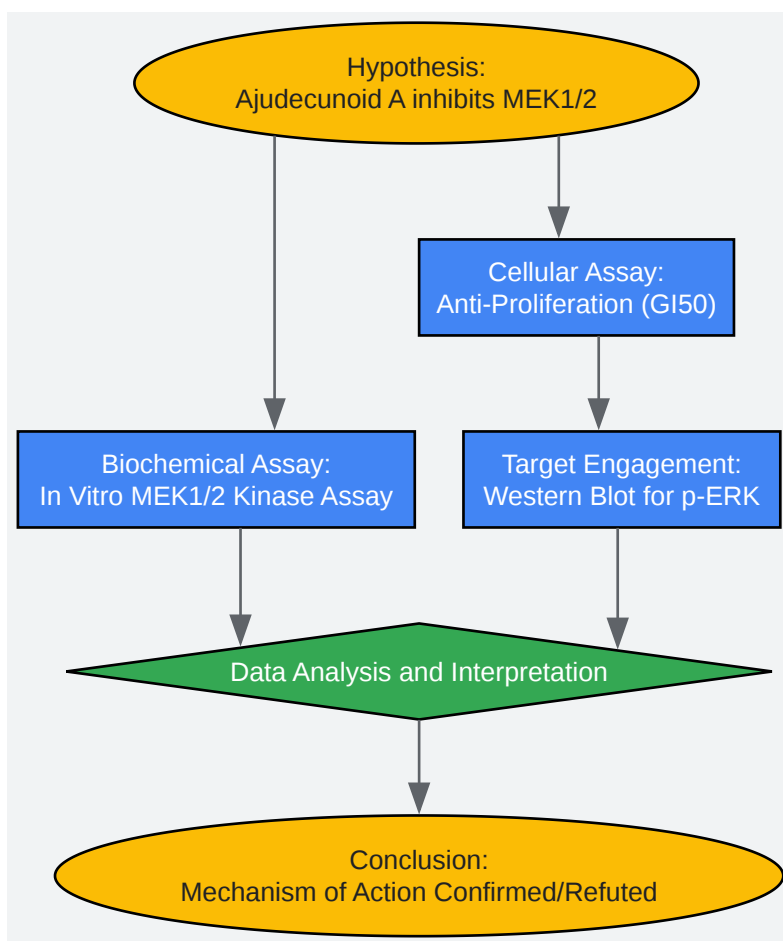 Hypothesis:
Ajudecunoid A inhibits MEK1/2
Cellular Assay:
Anti-Proliferation (GI50)
Biochemical Assay:
In Vitro MEK1/2 Kinase Assay
Target Engagement:
Western Blot for p-ERK
Data Analysis and Interpretation
Conclusion:
Mechanism of Action Confirmed/Refuted